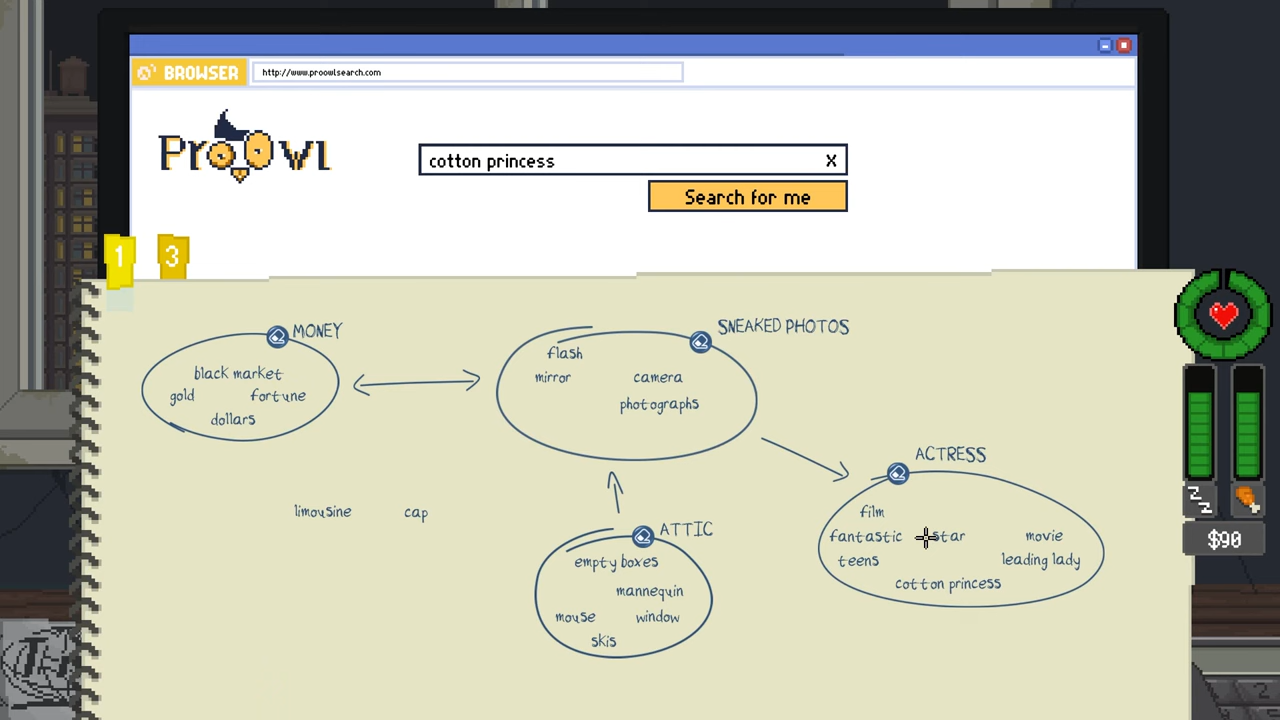 BROWSER
http://www.proowlsearch.com
PrOOwl
cotton princess X
Search for me
1 3
MONEY
SNEAKED PHOTOS
black market
gold fortune
dollars
flash
mirror camera
photographs
ACTRESS
film
fantastic star movie
teens leading lady
cotton princess
limousine cap
ATTIC
empty boxes
mannequin
mouse window
skis
zzz
$90